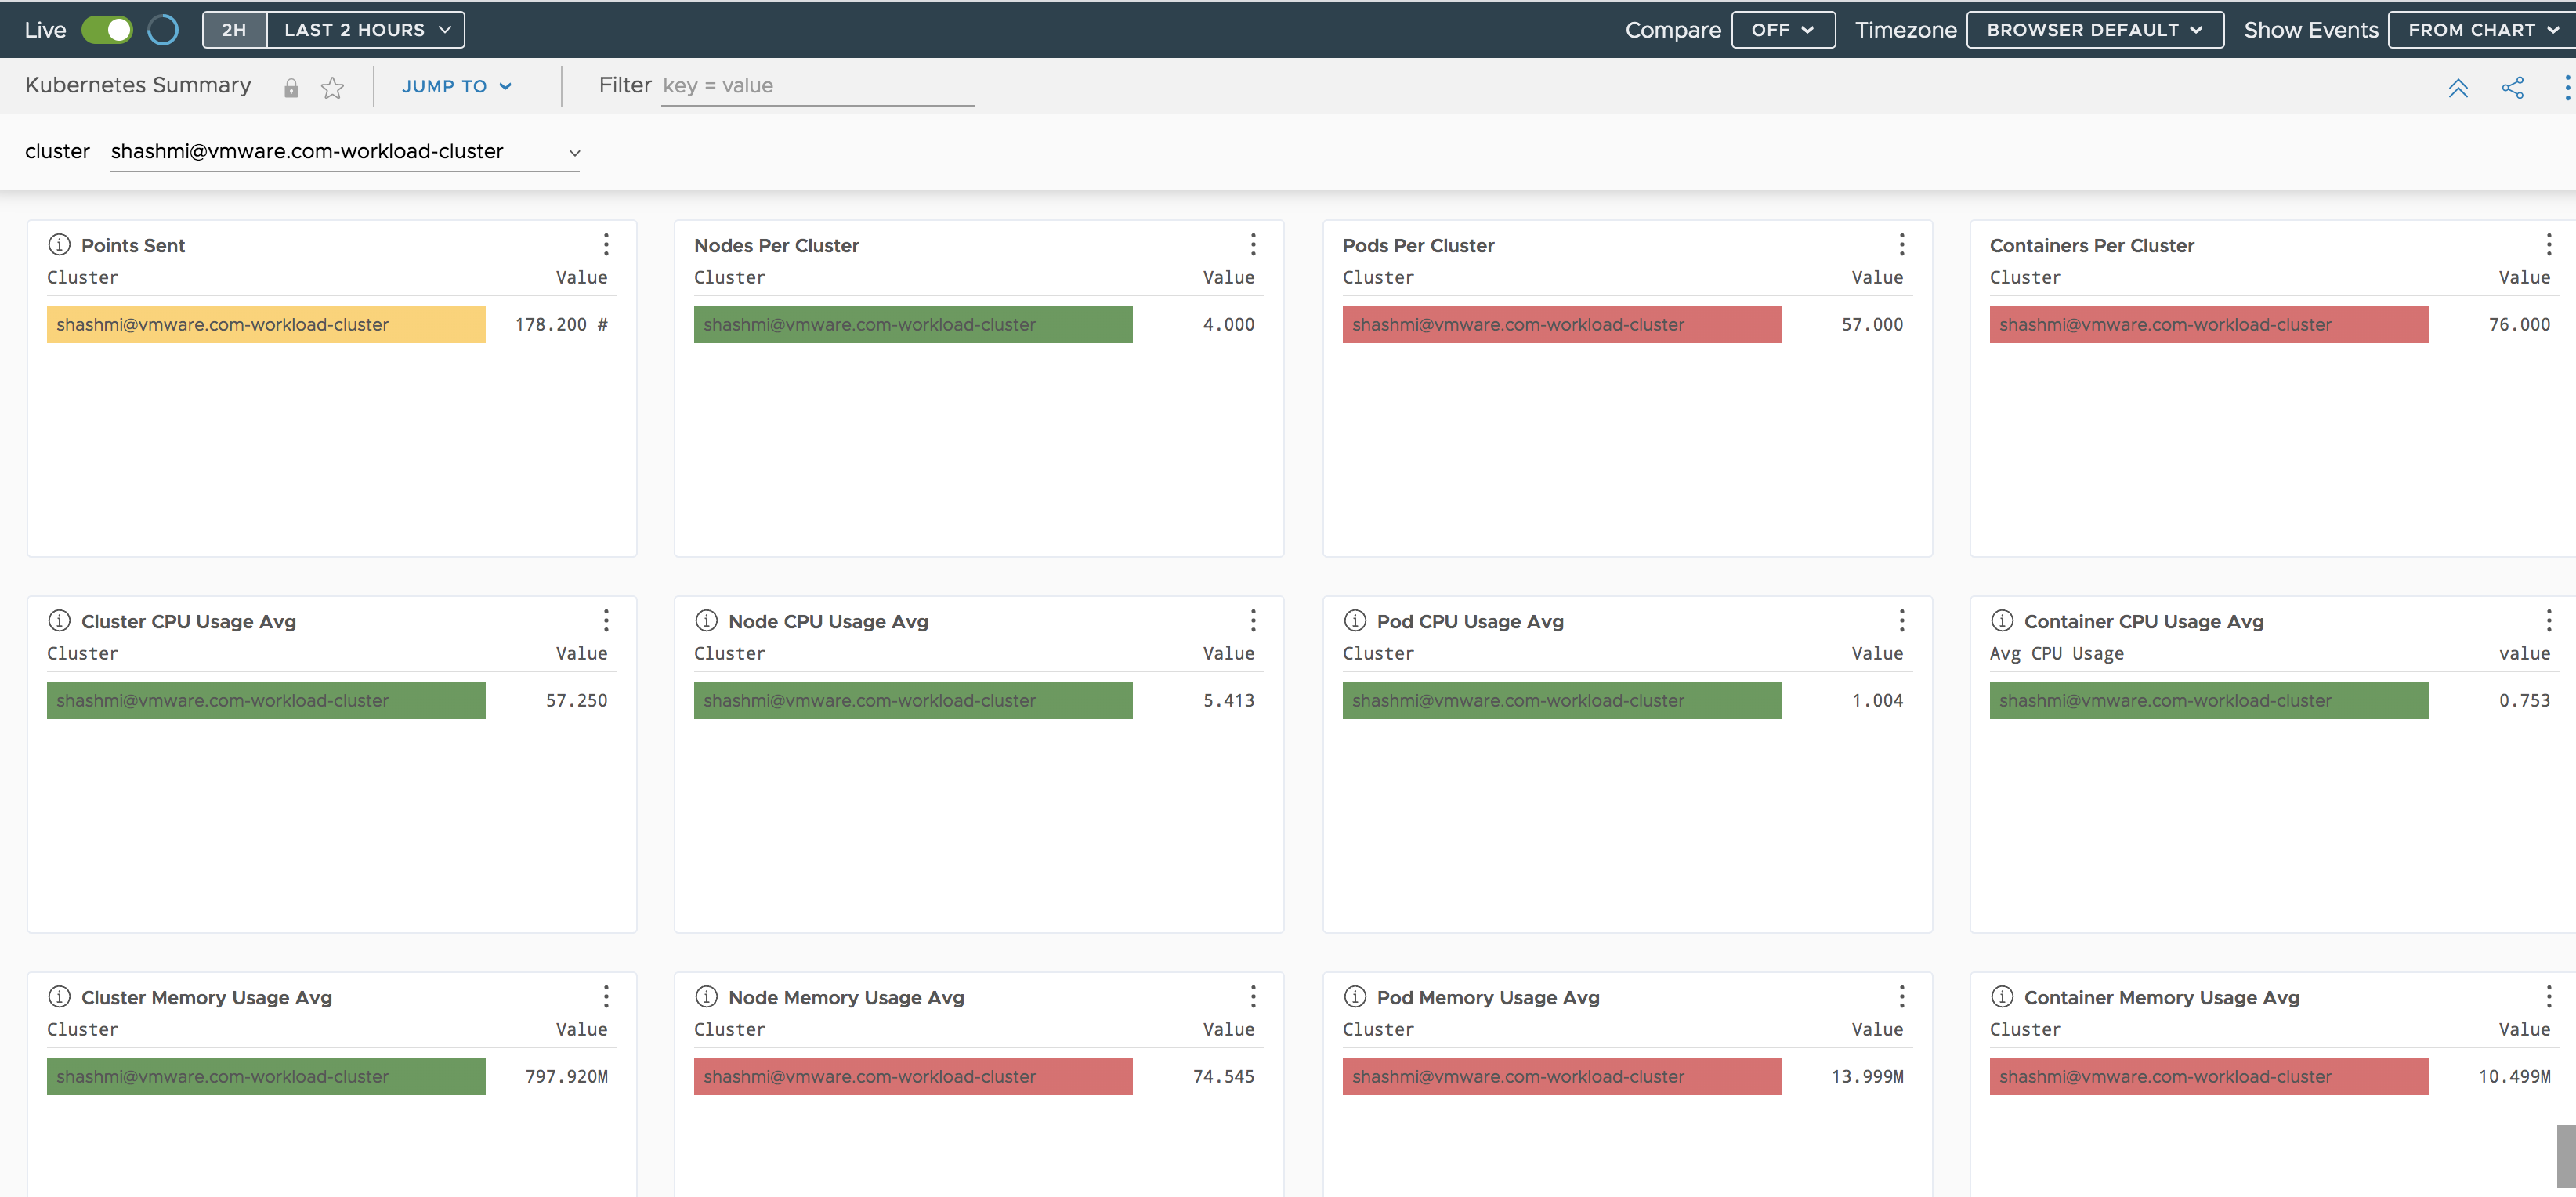 Live 2H LAST 2 HOURS Compare OFF Timezone BROWSER DEFAULT Show Events FROM CHART
Kubernetes Summary JUMP TO Filter key = value
cluster shashmi@vmware.com-workload-cluster
Points Sent Nodes Per Cluster Pods Per Cluster Containers Per Cluster
Cluster Value Cluster Value Cluster Value Cluster Value
shashmi@vmware.com-workload-cluster 178.200 # shashmi@vmware.com-workload-cluster 4.000 shashmi@vmware.com-workload-cluster 57.000 shashmi@vmware.com-workload-cluster 76.000
Cluster CPU Usage Avg Node CPU Usage Avg Pod CPU Usage Avg Container CPU Usage Avg
Cluster Value Cluster Value Cluster Value Avg CPU Usage value
shashmi@vmware.com-workload-cluster 57.250 shashmi@vmware.com-workload-cluster 5.413 shashmi@vmware.com-workload-cluster 1.004 shashmi@vmware.com-workload-cluster 0.753
Cluster Memory Usage Avg Node Memory Usage Avg Pod Memory Usage Avg Container Memory Usage Avg
Cluster Value Cluster Value Cluster Value Cluster Value
shashmi@vmware.com-workload-cluster 797.920M shashmi@vmware.com-workload-cluster 74.545 shashmi@vmware.com-workload-cluster 13.999M shashmi@vmware.com-workload-cluster 10.499M